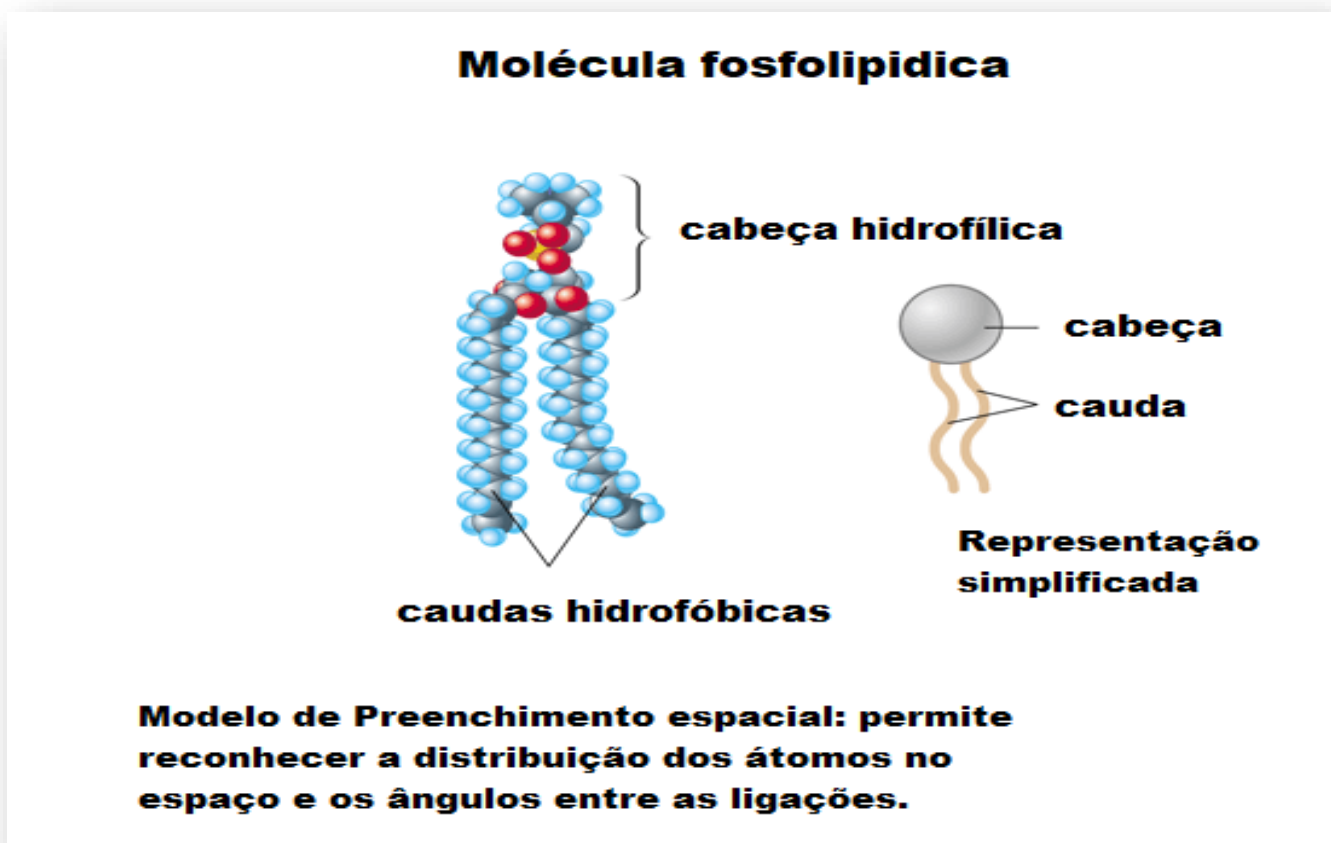 Molécula fosfolipidica
cabeça hidrofílica
cabeça
cauda
Representação
simplificada
caudas hidrofóbicas
Modelo de Preenchimento espacial: permite
reconhecer a distribuição dos átomos no
espaço e os ângulos entre as ligações.